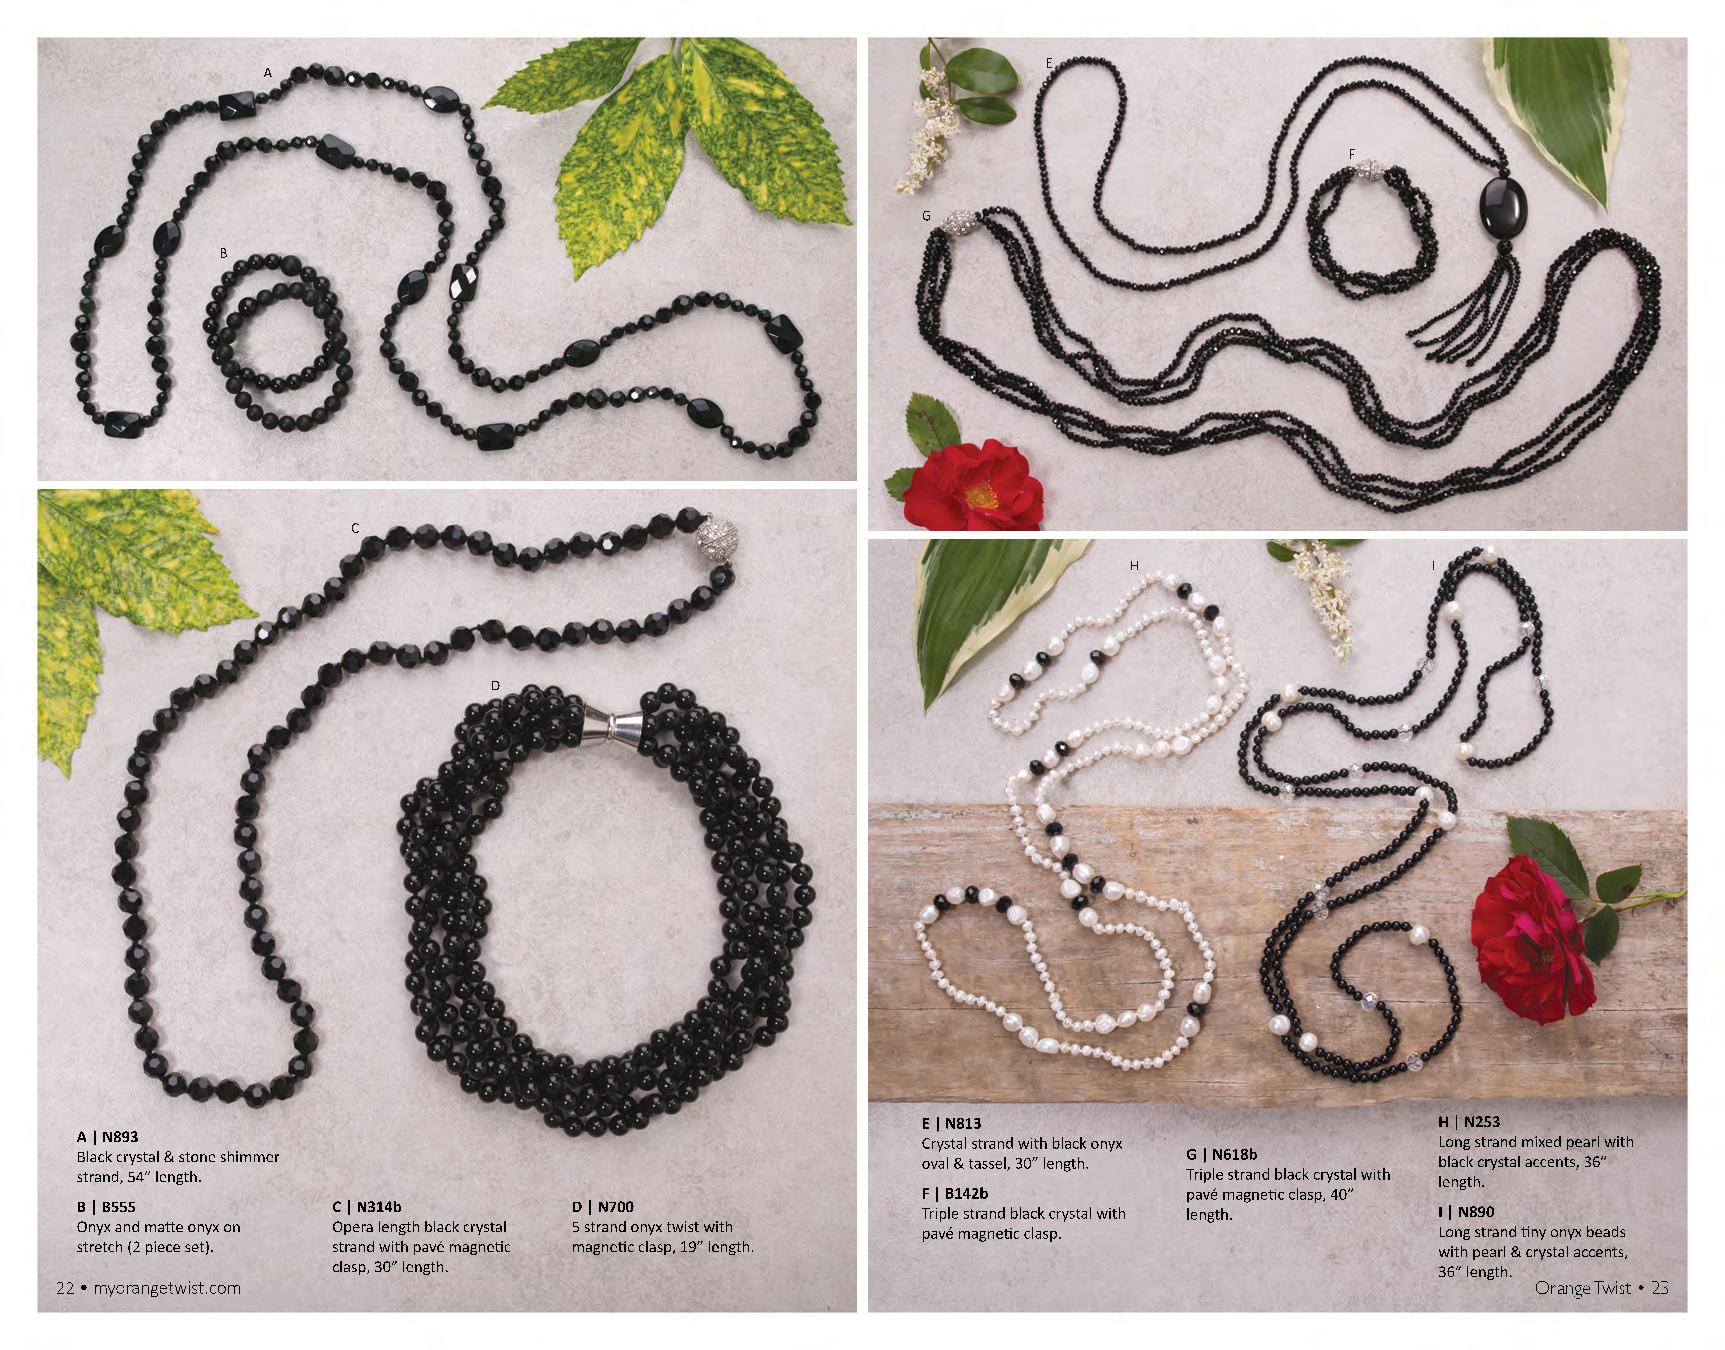 A
B
C
D
A | N893
Black crystal & stone shimmer
strand, 54” length.
B | B555
Onyx and matte onyx on
stretch (2 piece set).
C | N314b
Opera length black crystal
strand with pavé magnetic
clasp, 30” length.
D | N700
5 strand onyx twist with
magnetic clasp, 19” length.
22 • myorangetwist.com
E
F
G
H
I
E | N813
Crystal strand with black onyx
oval & tassel, 30” length.
F | B142b
Triple strand black crystal with
pavé magnetic clasp.
G | N618b
Triple strand black crystal with
pavé magnetic clasp, 40”
length.
H | N253
Long strand mixed pearl with
black crystal accents, 36”
length.
I | N890
Long strand tiny onyx beads
with pearl & crystal accents,
36” length.
Orange Twist • 23